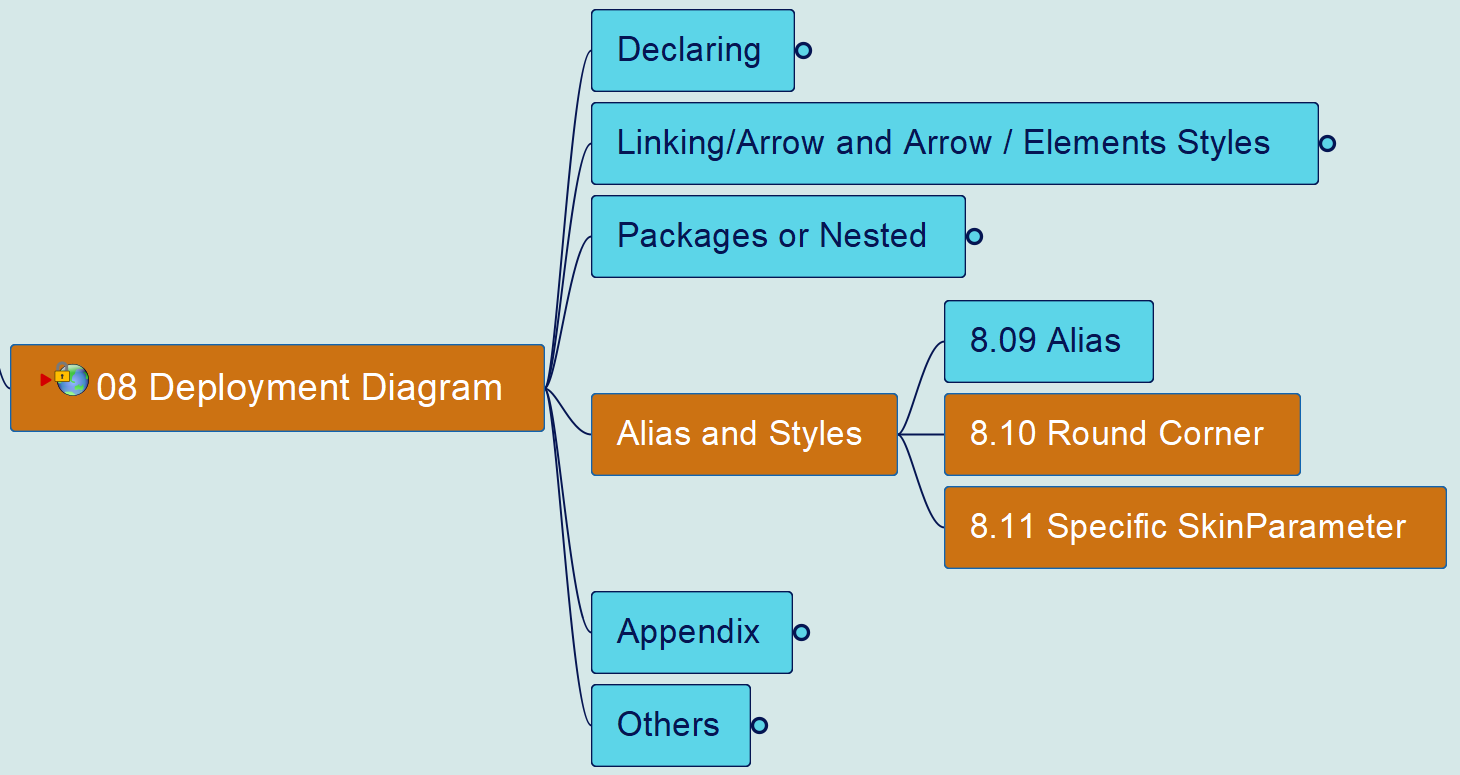 Declaring
Linking/Arrow and Arrow / Elements Styles
Packages or Nested
08 Deployment Diagram
Alias and Styles
8.09 Alias
8.10 Round Corner
8.11 Specific SkinParameter
Appendix
Others